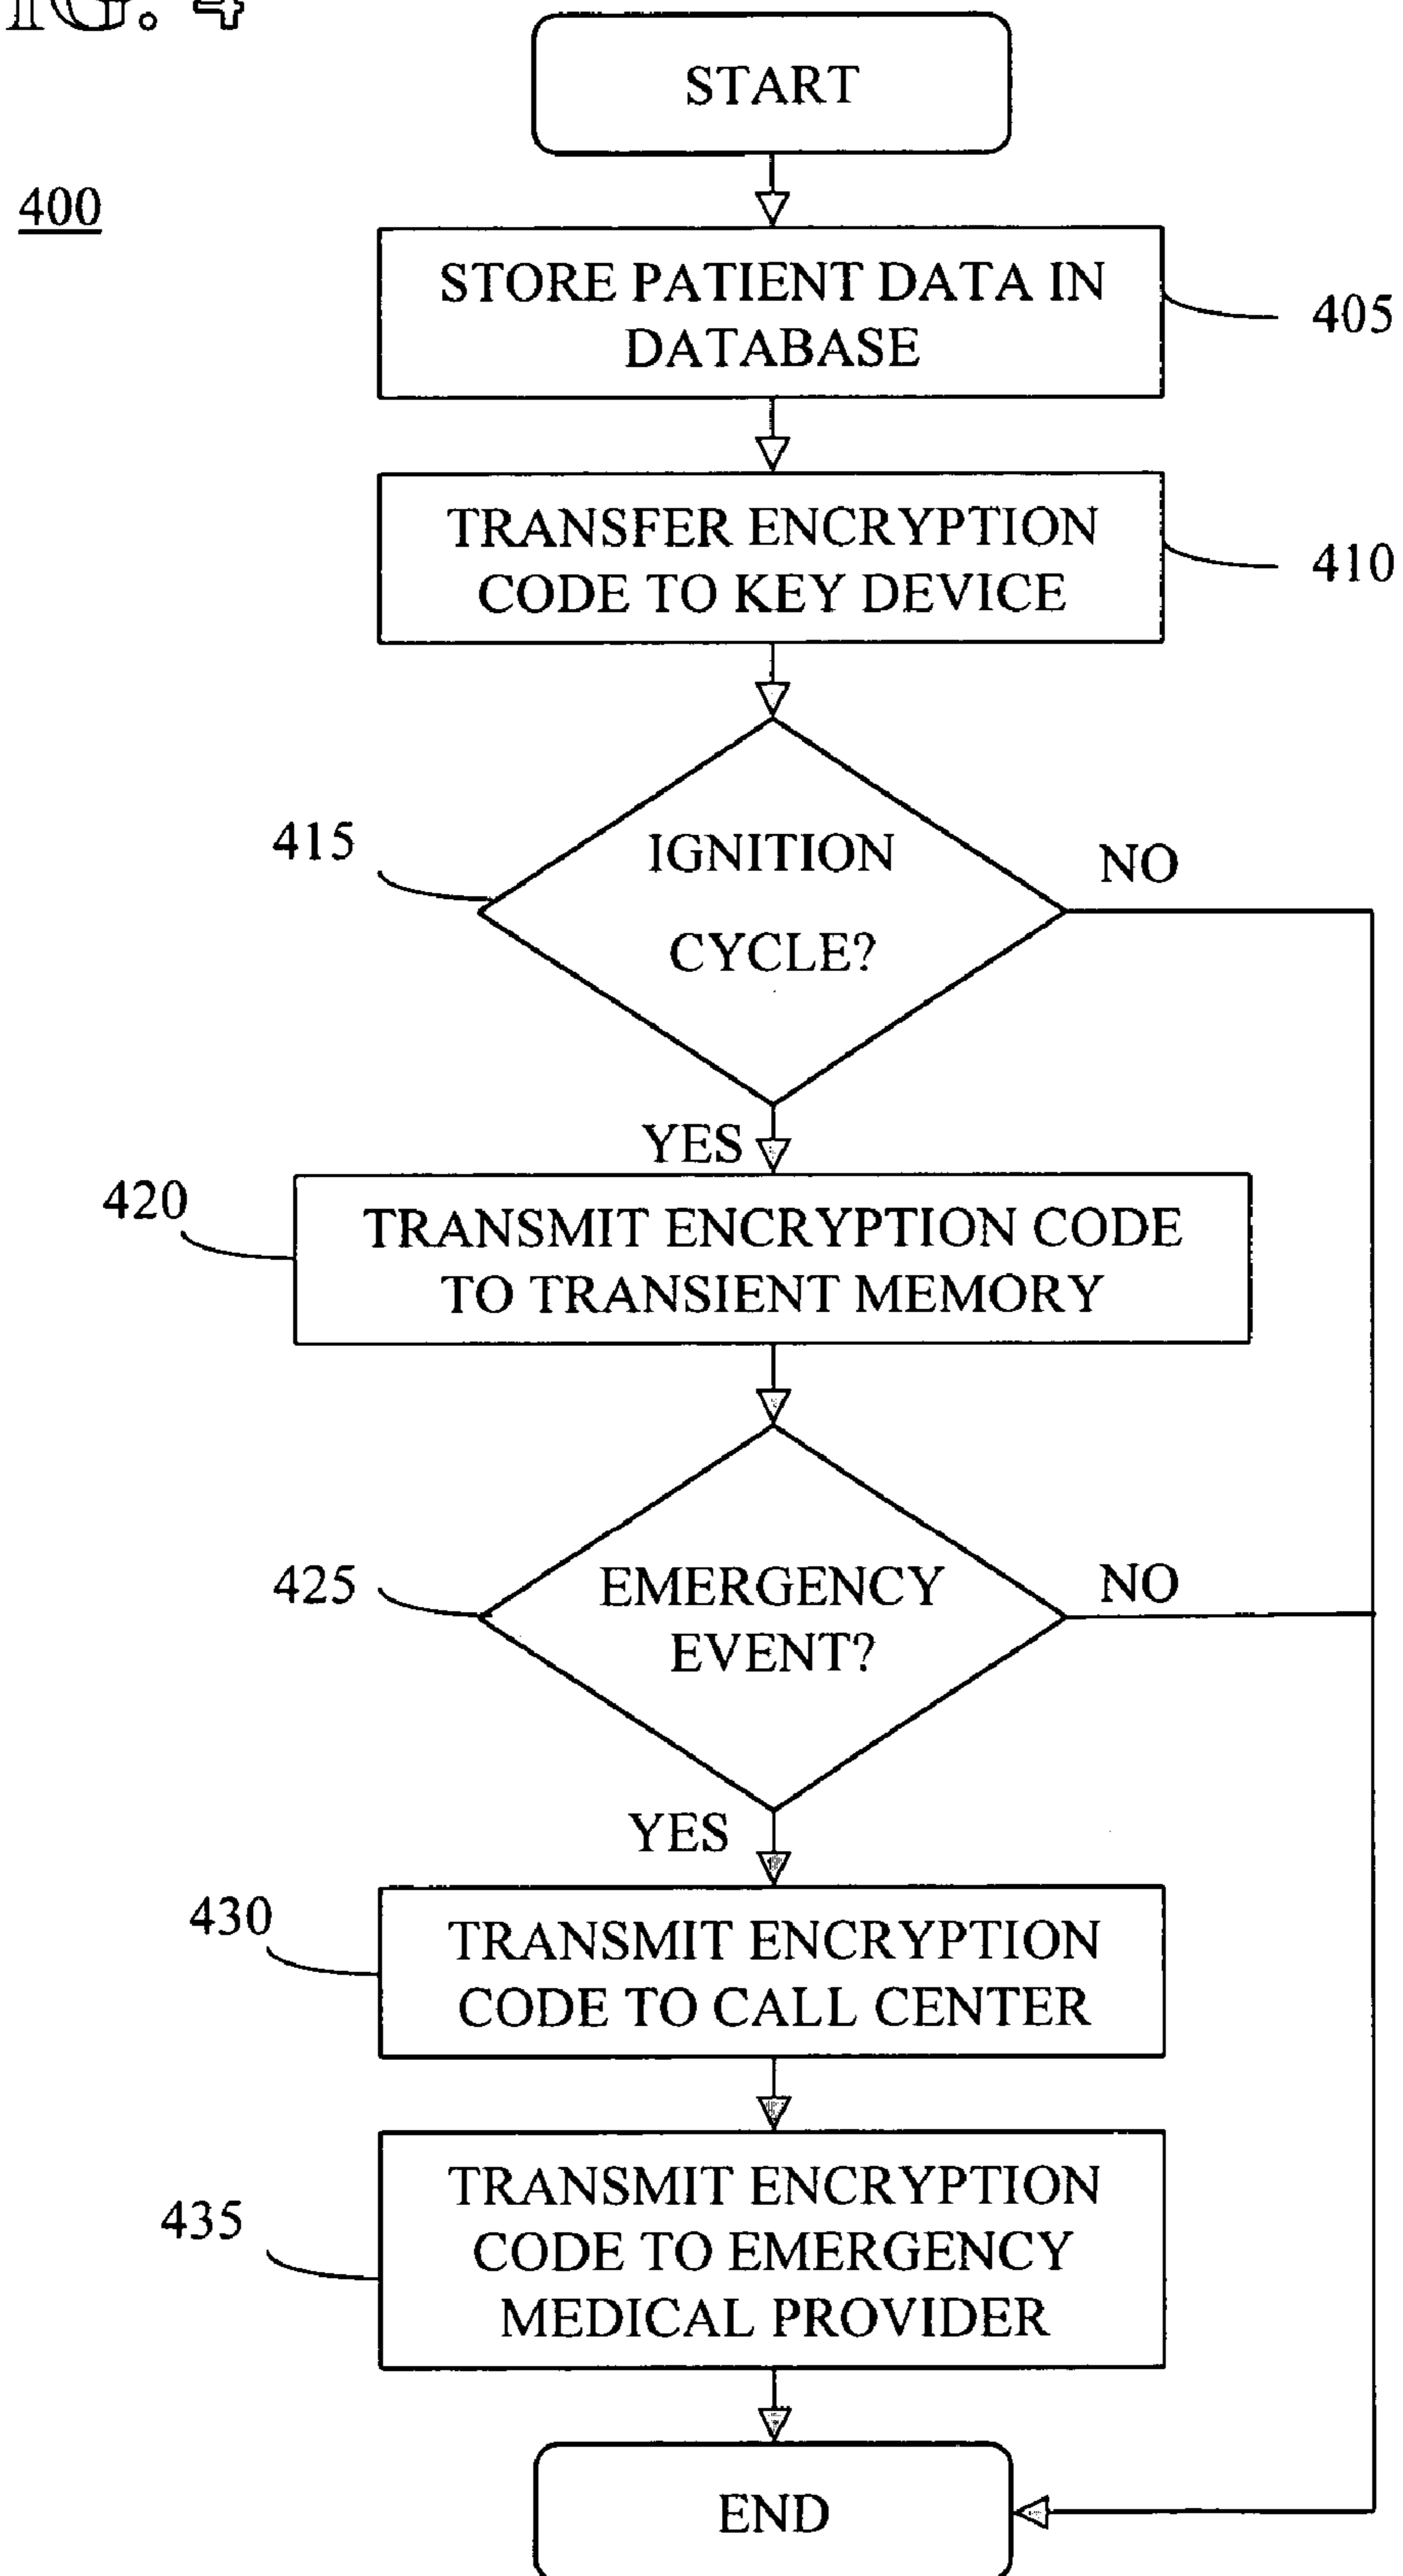 FIG. 4
START
400
STORE PATIENT DATA IN
DATABASE
405
TRANSFER ENCRYPTION
CODE TO KEY DEVICE
410
415
IGNITION
CYCLE?
NO
YES
420
TRANSMIT ENCRYPTION CODE
TO TRANSIENT MEMORY
425
EMERGENCY
EVENT?
NO
YES
430
TRANSMIT ENCRYPTION
CODE TO CALL CENTER
435
TRANSMIT ENCRYPTION
CODE TO EMERGENCY
MEDICAL PROVIDER
END